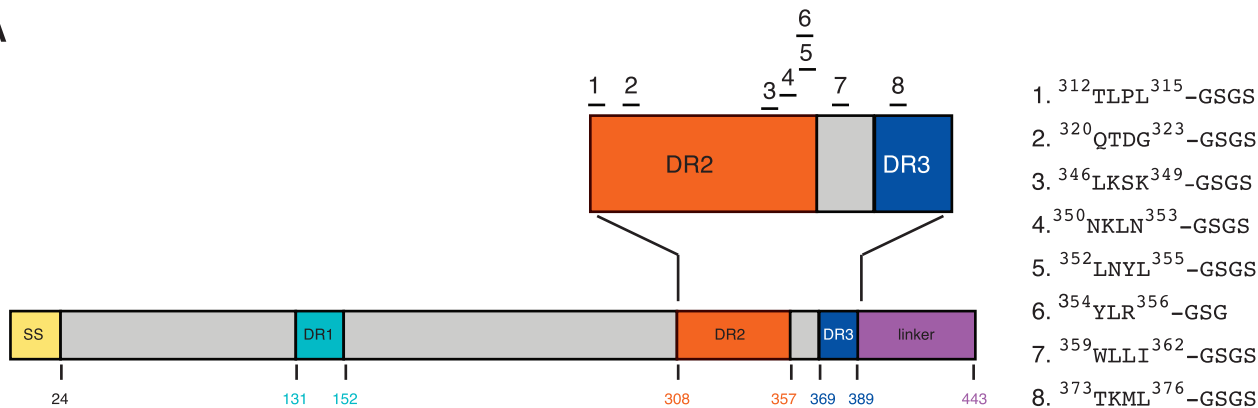 A
6
5
1 2 3 4 7 8
DR2 DR3
SS DR1 DR2 DR3 linker
24 131 152 308 357 369 389 443
1. ³¹²TLPL³¹⁵-GSGS
2. ³²⁰QTDG³²³-GSGS
3. ³⁴⁶LKSK³⁴⁹-GSGS
4. ³⁵⁰NKLN³⁵³-GSGS
5. ³⁵²LNYL³⁵⁵-GSGS
6. ³⁵⁴YLR³⁵⁶-GSG
7. ³⁵⁹WLLI³⁶²-GSGS
8. ³⁷³TKML³⁷⁶-GSGS